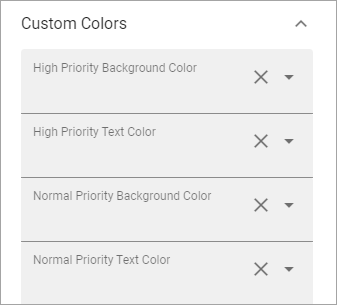 Custom Colors
High Priority Background Color
High Priority Text Color
Normal Priority Background Color
Normal Priority Text Color